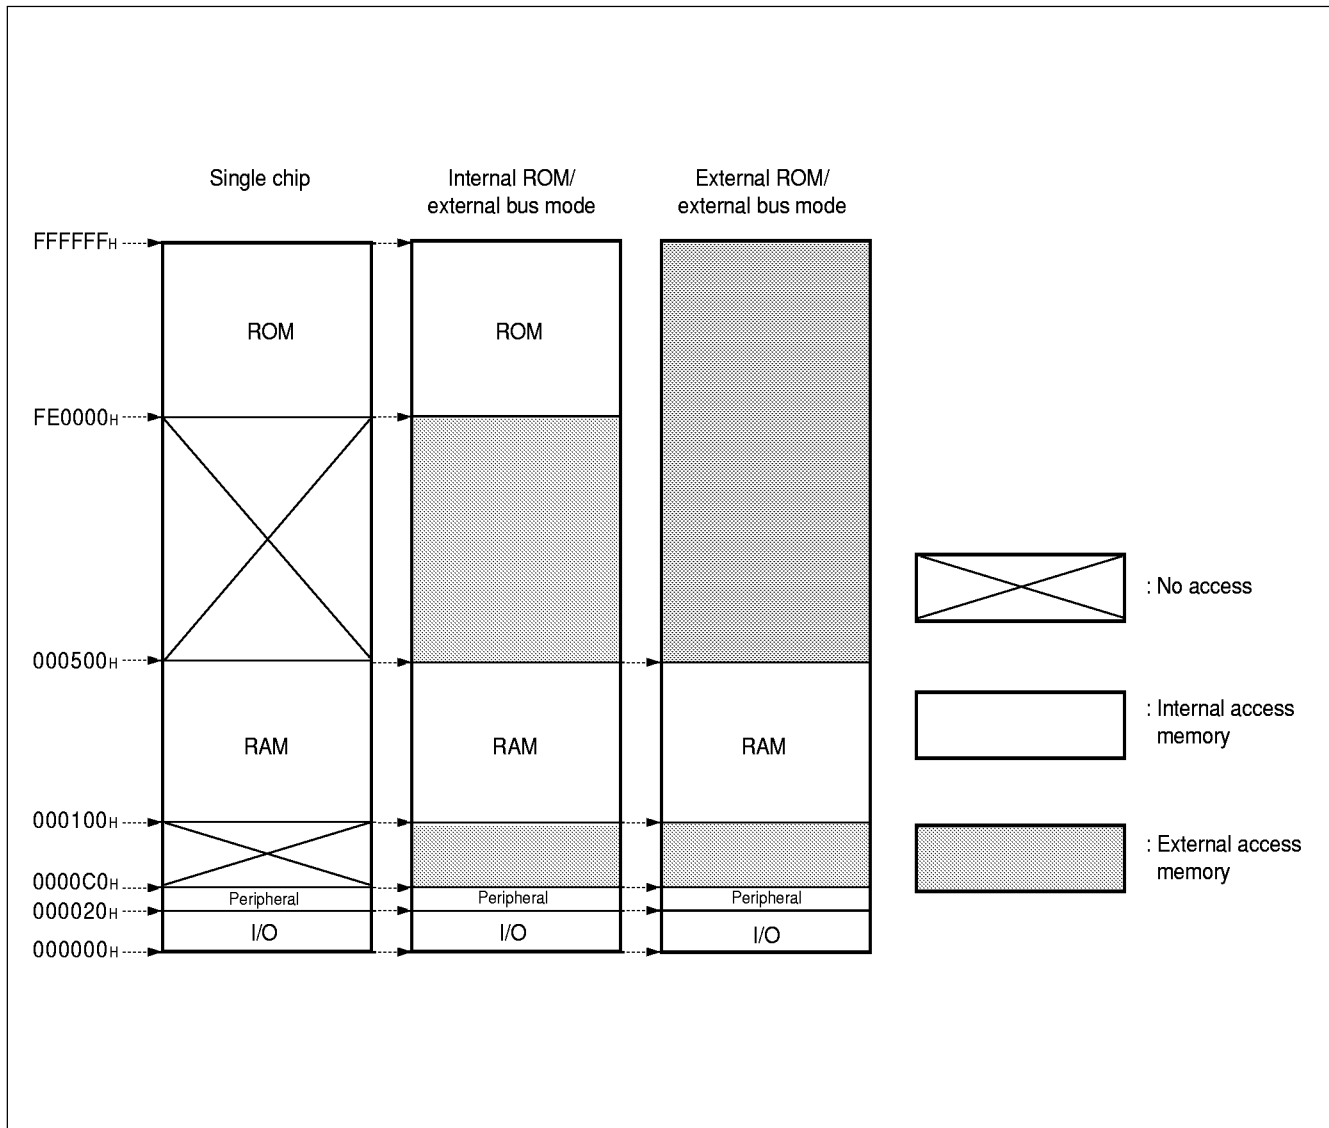 Single chip
Internal ROM/
external bus mode
External ROM/
external bus mode
FFFFFFH
ROM
ROM
FE0000H
: No access
000500H
RAM
RAM
RAM
: Internal access
memory
000100H
: External access
memory
0000C0H
Peripheral
Peripheral
Peripheral
000020H
I/O
I/O
I/O
000000H